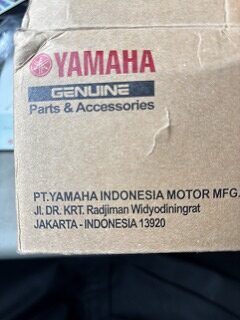 YAMAHA
GENUINE
Parts & Accessories
PT.YAMAHA INDONESIA MOTOR MFG.
Jl. DR. KRT. Radjiman Widyodiningrat
JAKARTA - INDONESIA 13920